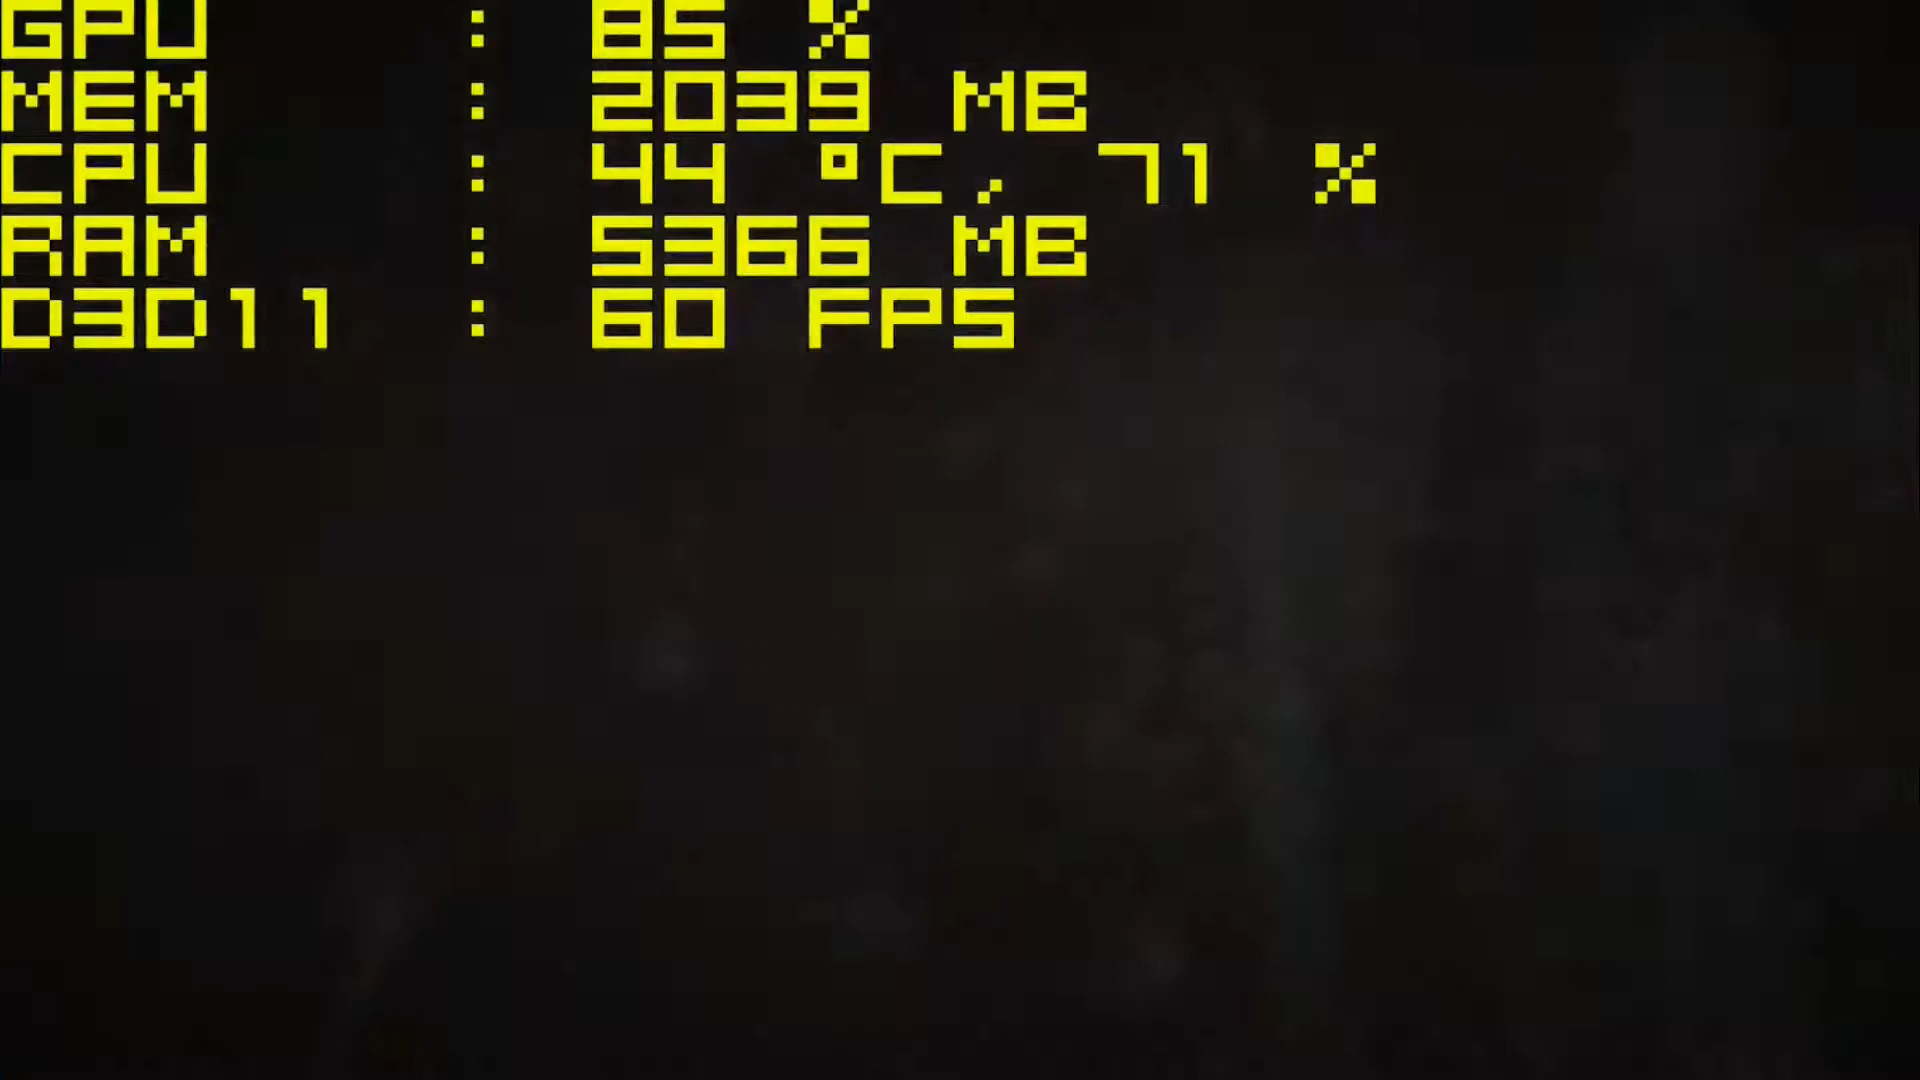 GPU : 85 %
MEM : 2039 MB
CPU : 44 °C, 71 %
RAM : 5366 MB
D3D11 : 60 FPS